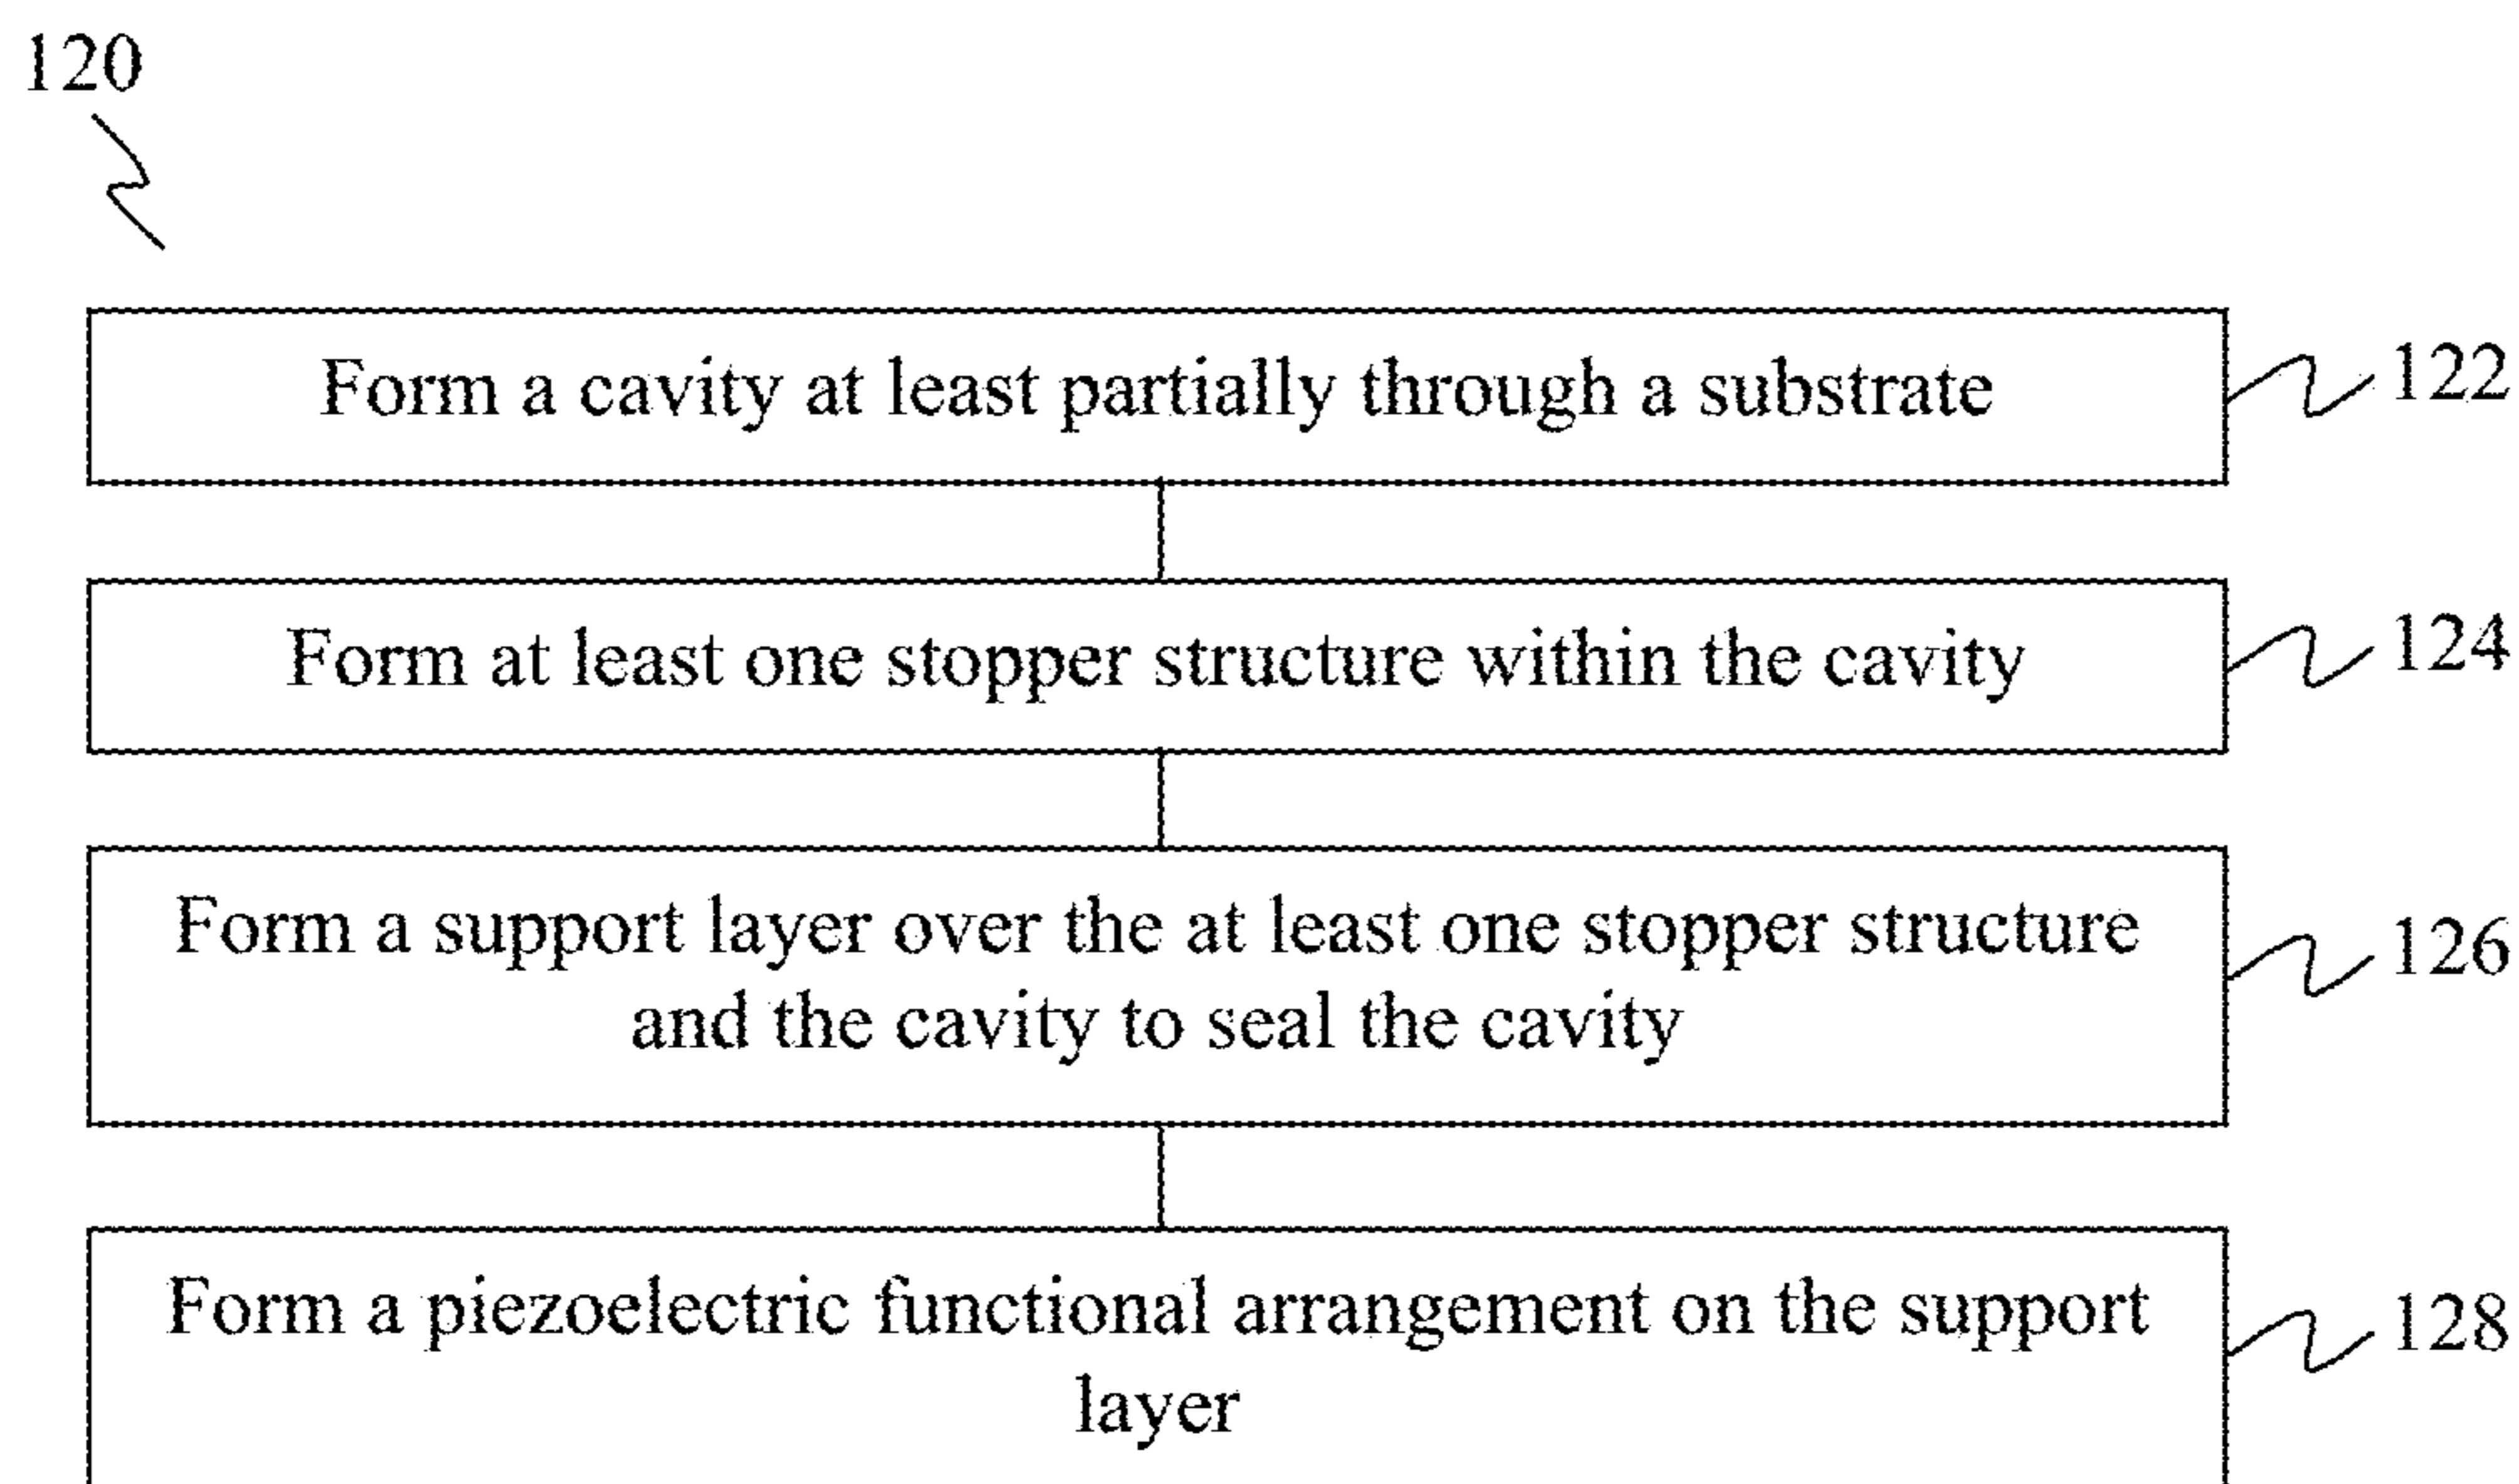 120
Form a cavity at least partially through a substrate
122
Form at least one stopper structure within the cavity
124
Form a support layer over the at least one stopper structure
and the cavity to seal the cavity
126
Form a piezoelectric functional arrangement on the support
layer
128